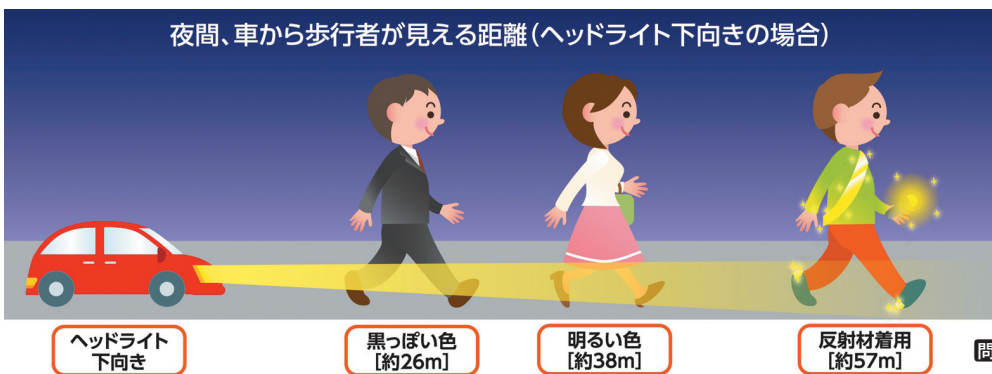 夜間、車から歩行者が見える距離(ヘッドライト下向きの場合)
ヘッドライト
下向き
黒っぽい色
[約26m]
明るい色
[約38m]
反射材着用
[約57m]
問